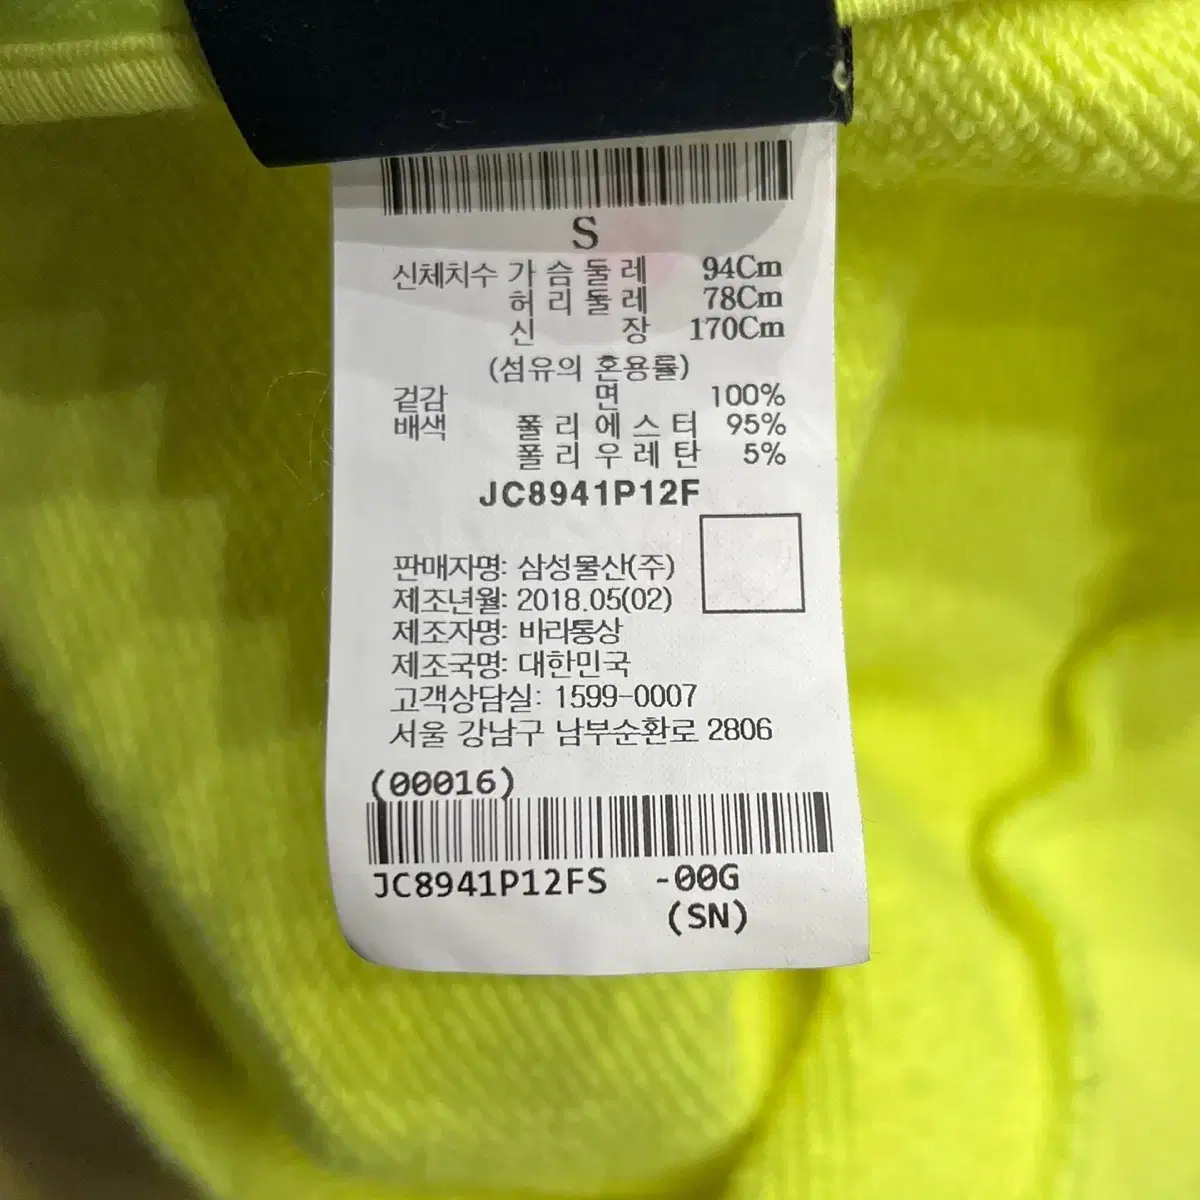 S
신체치수 가슴둘레 94Cm
허리둘레 78Cm
신 장 170Cm
(섬유의 혼용률)
겉감 면 100%
배색 폴리에스터 95%
폴리우레탄 5%
JC8941P12F
판매자명: 삼성물산(주)
제조년월: 2018.05(02)
제조자명: 바라통상
제조국명: 대한민국
고객상담실: 1599-0007
서울 강남구 남부순환로 2806
(00016)
JC8941P12FS -00G
(SN)